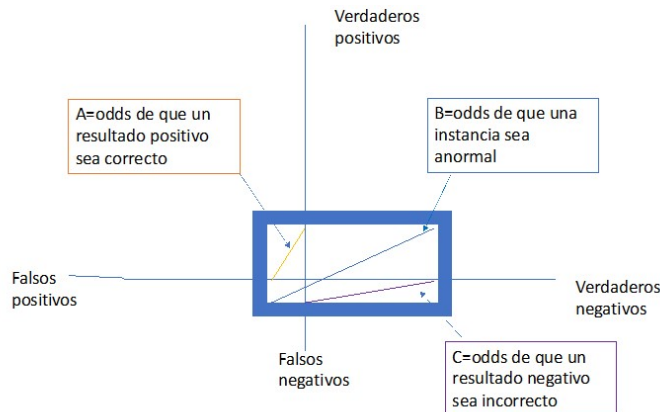 Verdaderos
positivos
A=odds de que un
resultado positivo
sea correcto
B=odds de que una
instancia sea
anormal
Falsos
positivos
Verdaderos
negativos
Falsos
negativos
C=odds de que un
resultado negativo
sea incorrecto